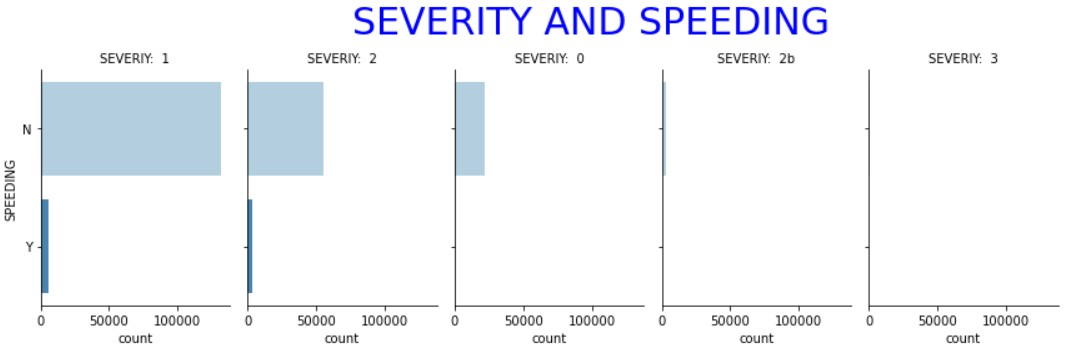 SEVERITY AND SPEEDING
SEVERIY: 1
SEVERIY: 2
SEVERIY: 0
SEVERIY: 2b
SEVERIY: 3
SPEEDING
N
Y
0 50000 100000
0 50000 100000
0 50000 100000
0 50000 100000
0 50000 100000
count
count
count
count
count